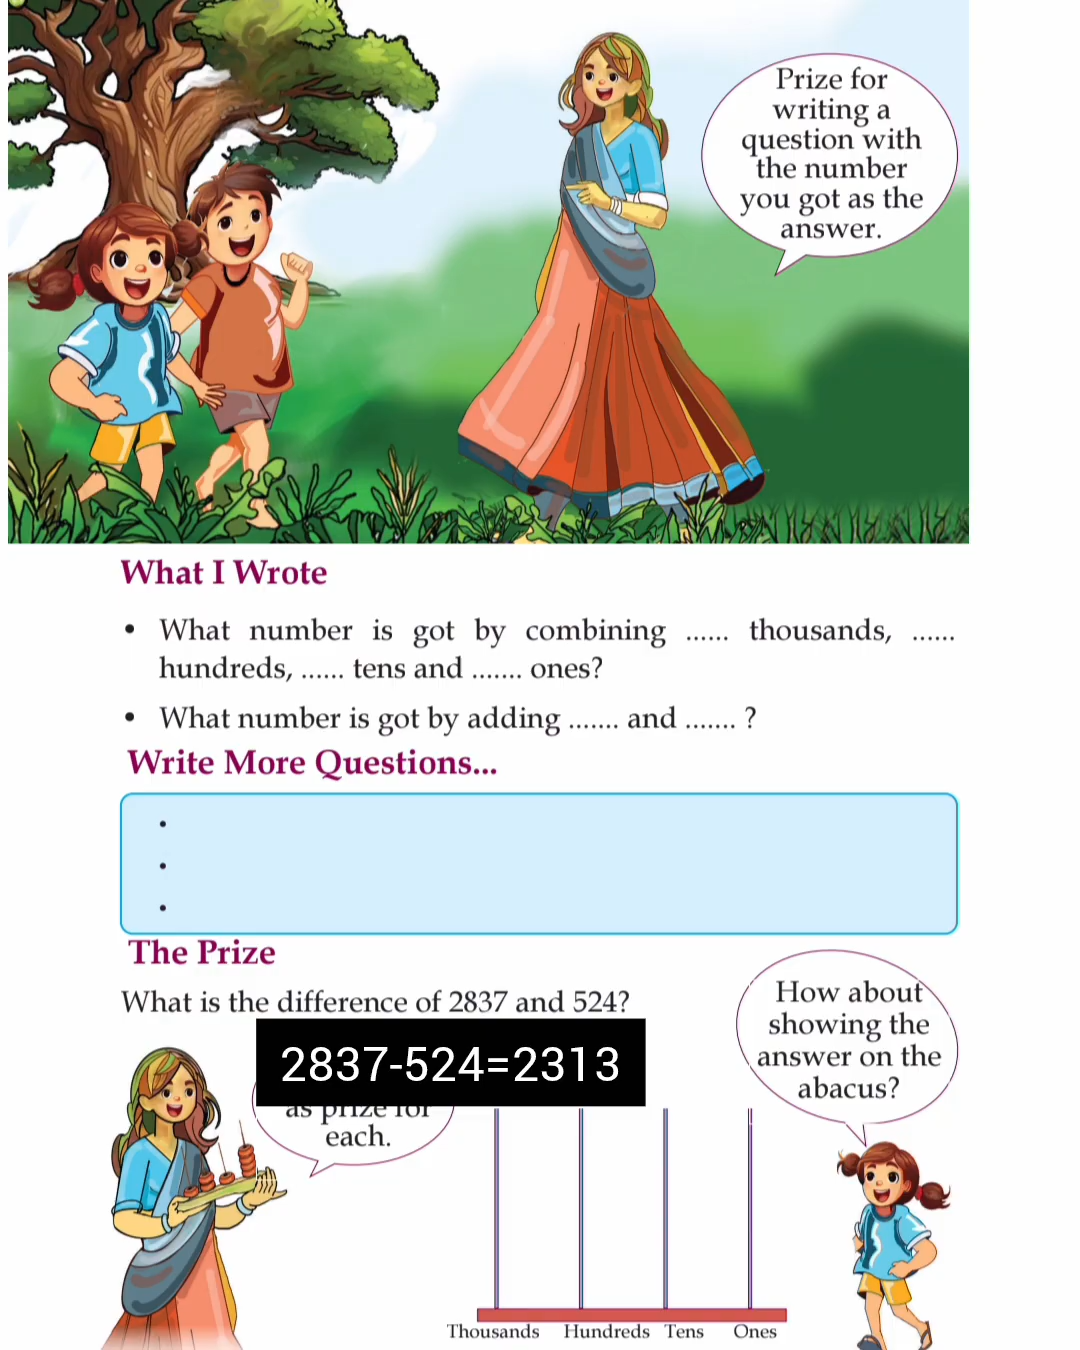 Prize for
writing a
question with
the number
you got as the
answer.
What I Wrote
• What number is got by combining ...... thousands, ......
hundreds, ...... tens and ....... ones?
• What number is got by adding ....... and ....... ?
Write More Questions...
•
•
•
The Prize
What is the difference of 2837 and 524?
How about
showing the
answer on the
abacus?
2837-524=2313
as prize for
each.
Thousands Hundreds Tens Ones